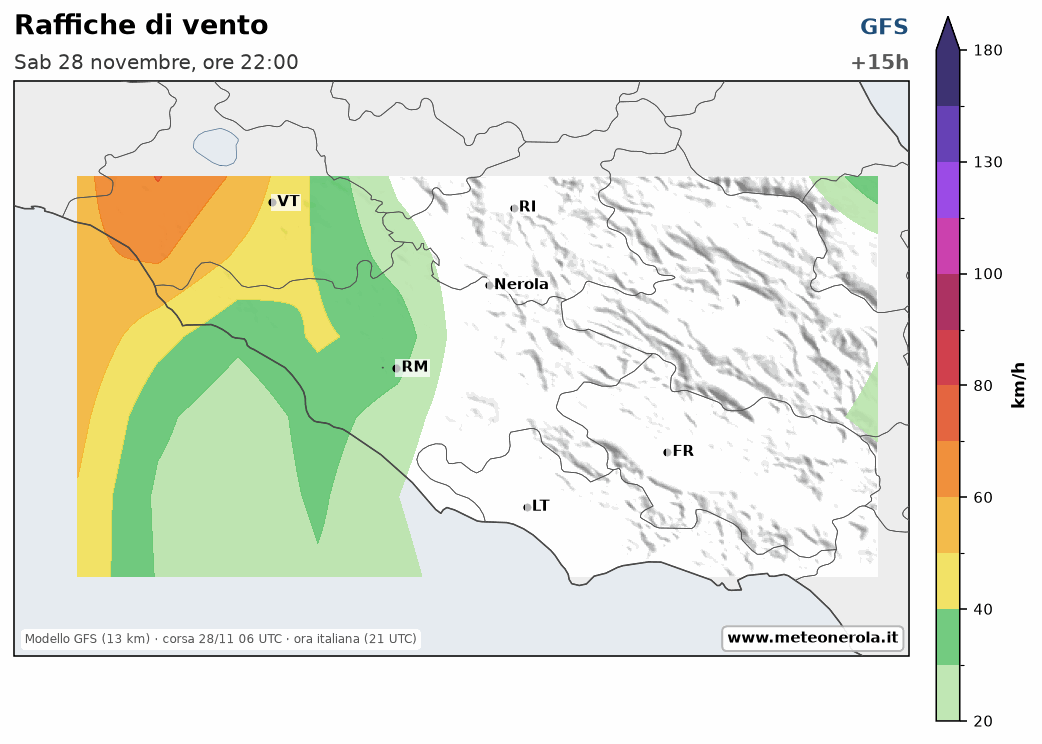 Raffiche di vento
GFS
Sab 28 novembre, ore 22:00
+15h
180
130
100
80
60
40
20
km/h
VT
RI
Nerola
RM
FR
LT
Modello GFS (13 km) · corsa 28/11 06 UTC · ora italiana (21 UTC)
www.meteonerola.it